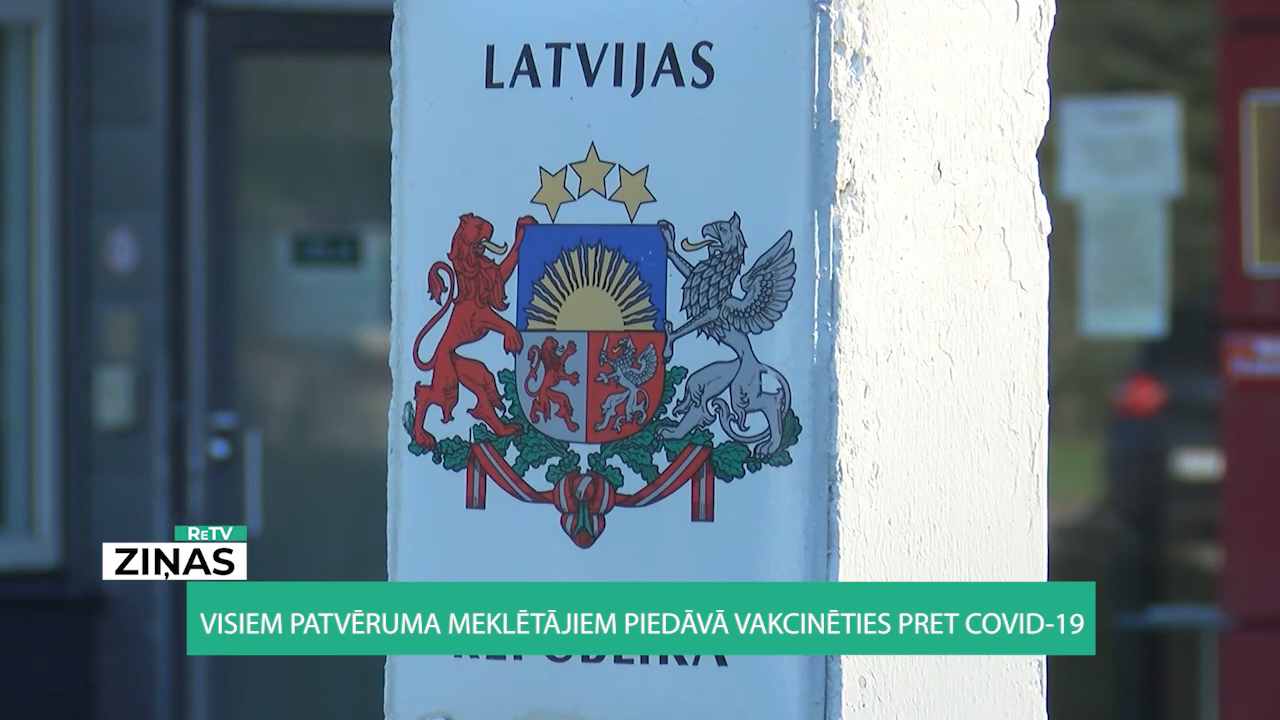 LATVIJAS
ReTV
ZIŅAS
VISIEM PATVĒRUMA MEKLĒTĀJIEM PIEDĀVĀ VAKCINĒTIES PRET COVID-19